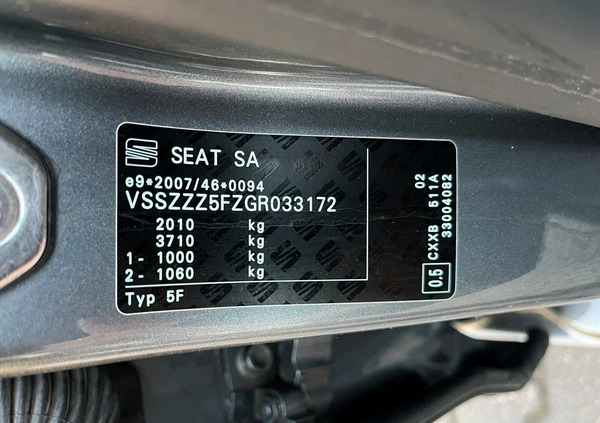 SEAT SA
e9*2007/46*0094
VSSZZZ5FZGR033172
2010 kg
3710 kg
1- 1000 kg
2- 1060 kg
Typ 5F
02
CXXB 511A
33004082
0.5